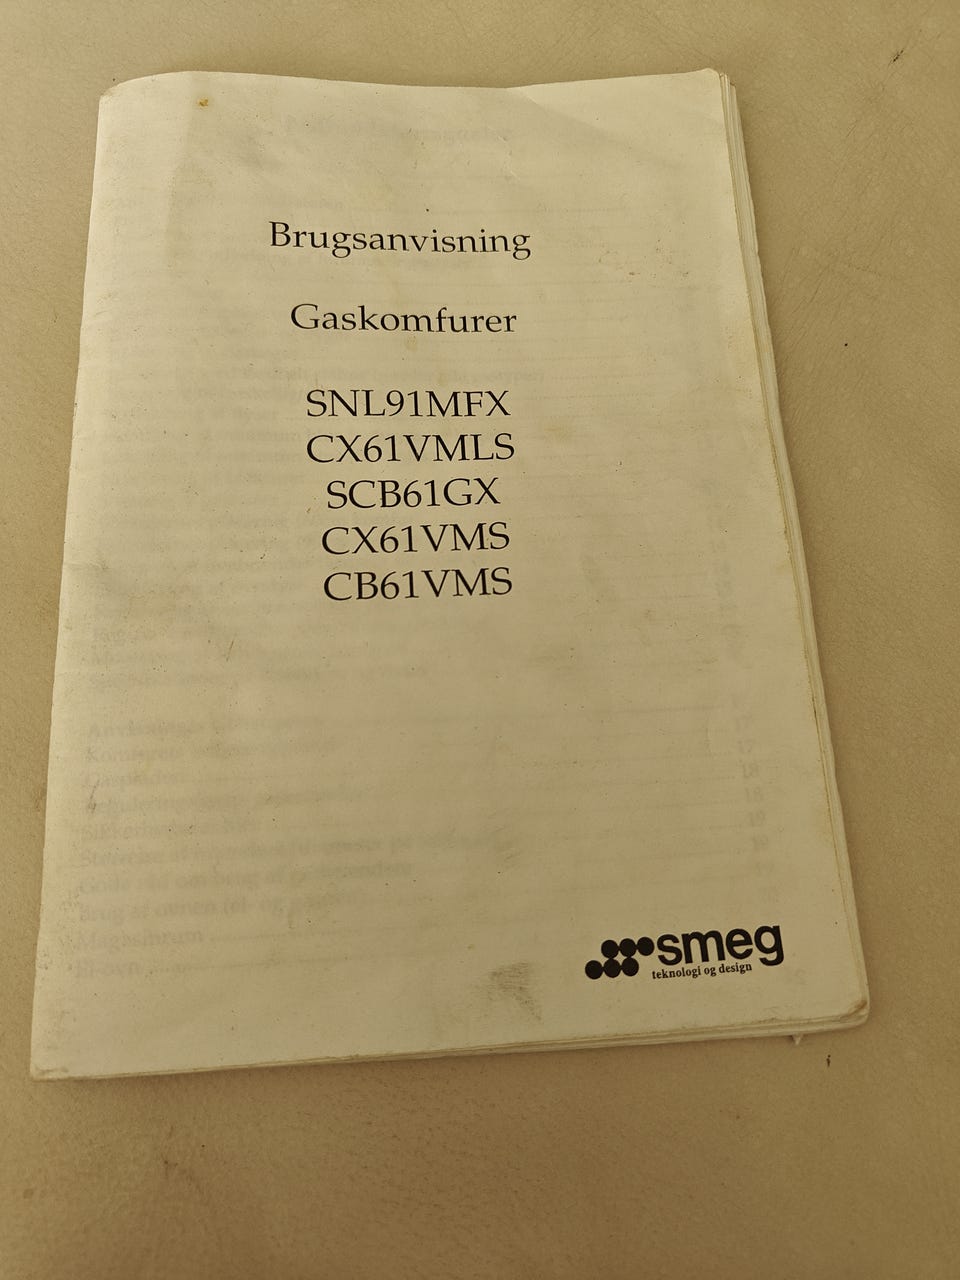 Brugsanvisning
Gaskomfurer
SNL91MFX
CX61VMLS
SCB61GX
CX61VMS
CB61VMS
smeg
teknologi og design